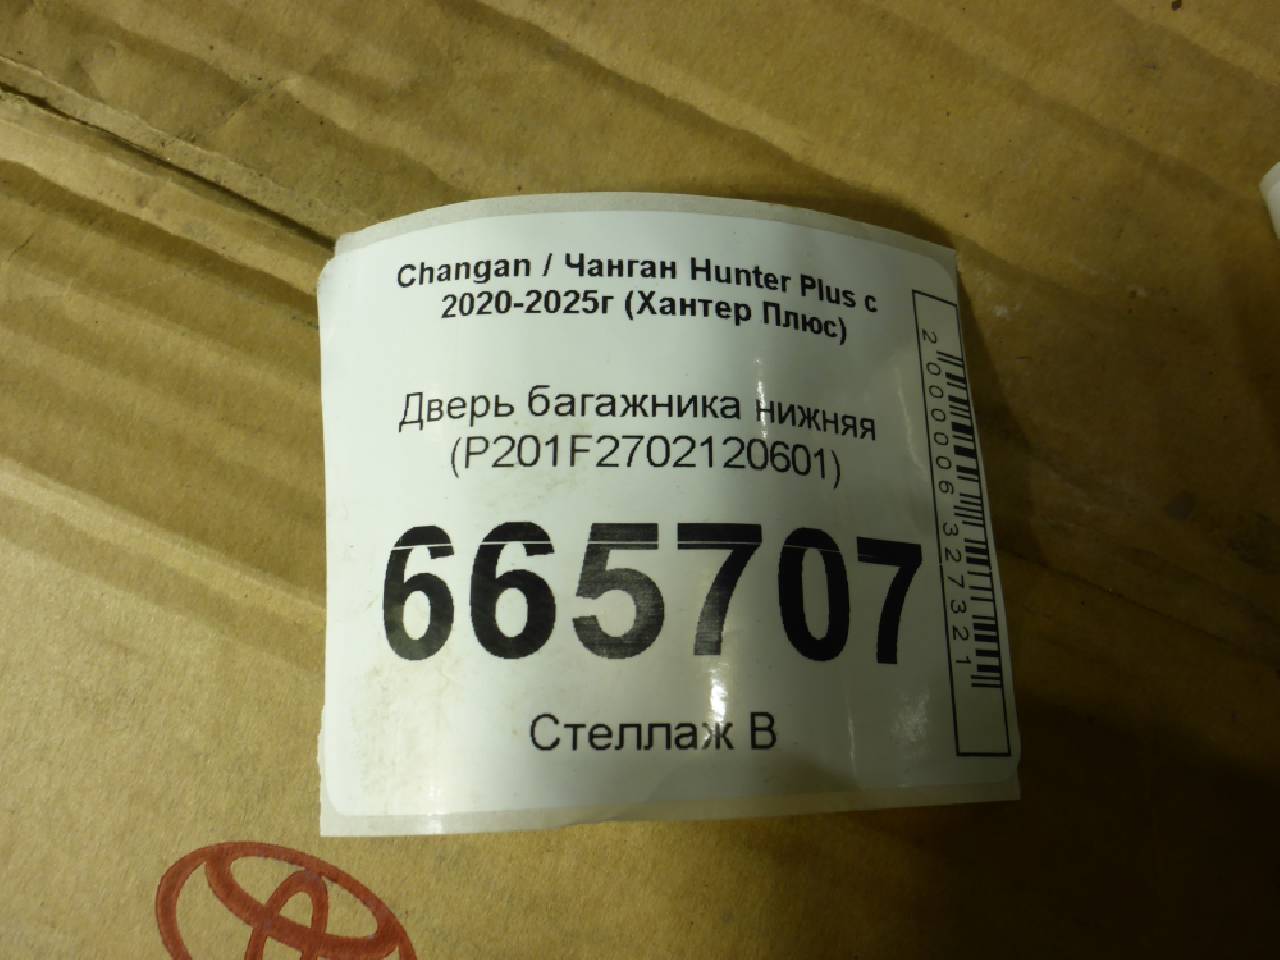 Changan / Чанган Hunter Plus с
2020-2025г (Хантер Плюс)
Дверь багажника нижняя
(P201F2702120601)
665707
Стеллаж В
2000006327321